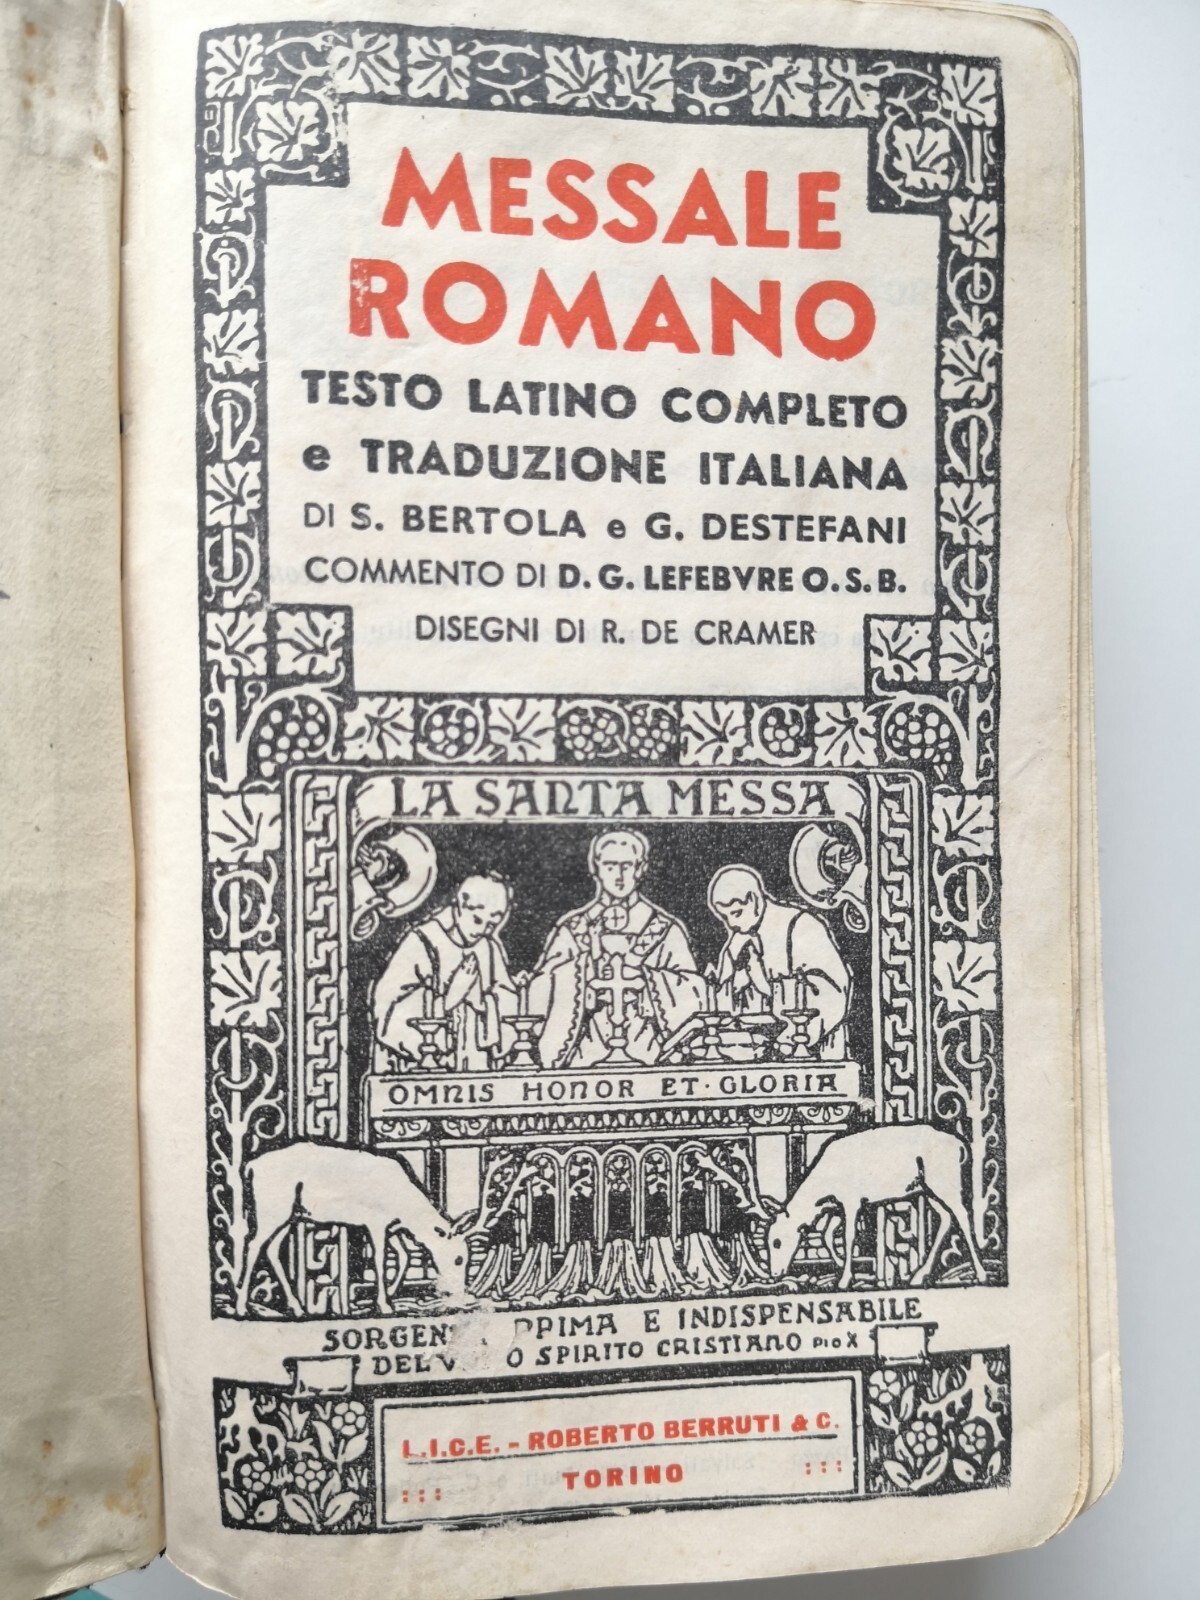 MESSALE
ROMANO
TESTO LATINO COMPLETO
e TRADUZIONE ITALIANA
DI S. BERTOLA e G. DESTEFANI
COMMENTO DI D. G. LEFEBVRE O. S. B.
DISEGNI DI R. DE CRAMER
LA SANTA MESSA
OMNIS HONOR ET · GLORIA
PRIMA E INDISPENSABILE
SPIRITO CRISTIANO PIO X
L.I.C.E. - ROBERTO BERRUTI & C.
TORINO